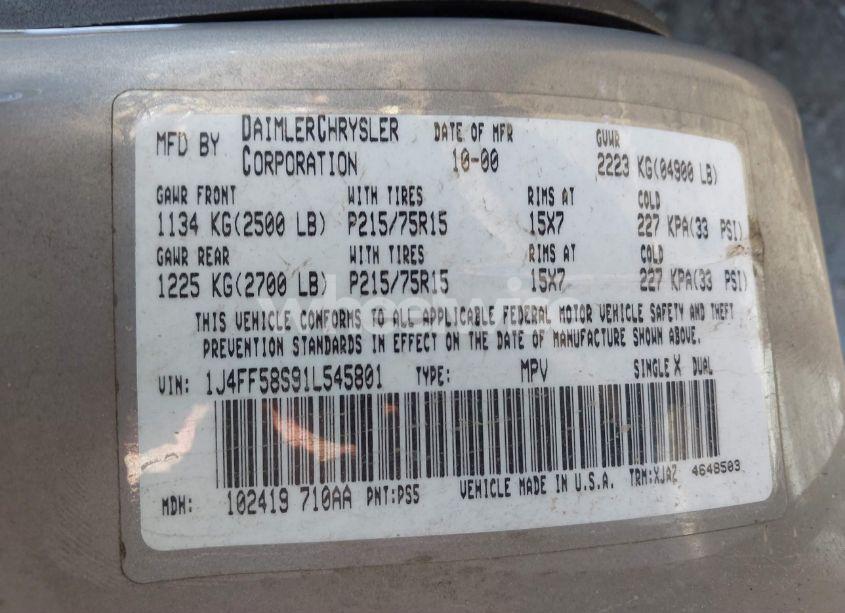 MFD BY DAIMLERCHRYSLER CORPORATION DATE OF MFR 10-00 GVWR 2223 KG(04900 LB)
GAWR FRONT WITH TIRES RIMS AT COLD
1134 KG(2500 LB) P215/75R15 15X7 227 KPA(33 PSI)
GAWR REAR WITH TIRES RIMS AT COLD
1225 KG(2700 LB) P215/75R15 15X7 227 KPA(33 PSI)
THIS VEHICLE CONFORMS TO ALL APPLICABLE FEDERAL MOTOR VEHICLE SAFETY AND THEFT
PREVENTION STANDARDS IN EFFECT ON THE DATE OF MANUFACTURE SHOWN ABOVE.
VIN: 1J4FF58S91L545801 TYPE: MPV SINGLE X DUAL
MDH: 102419 710AA PNT:PS5 VEHICLE MADE IN U.S.A. TRM:XJAZ 4648503